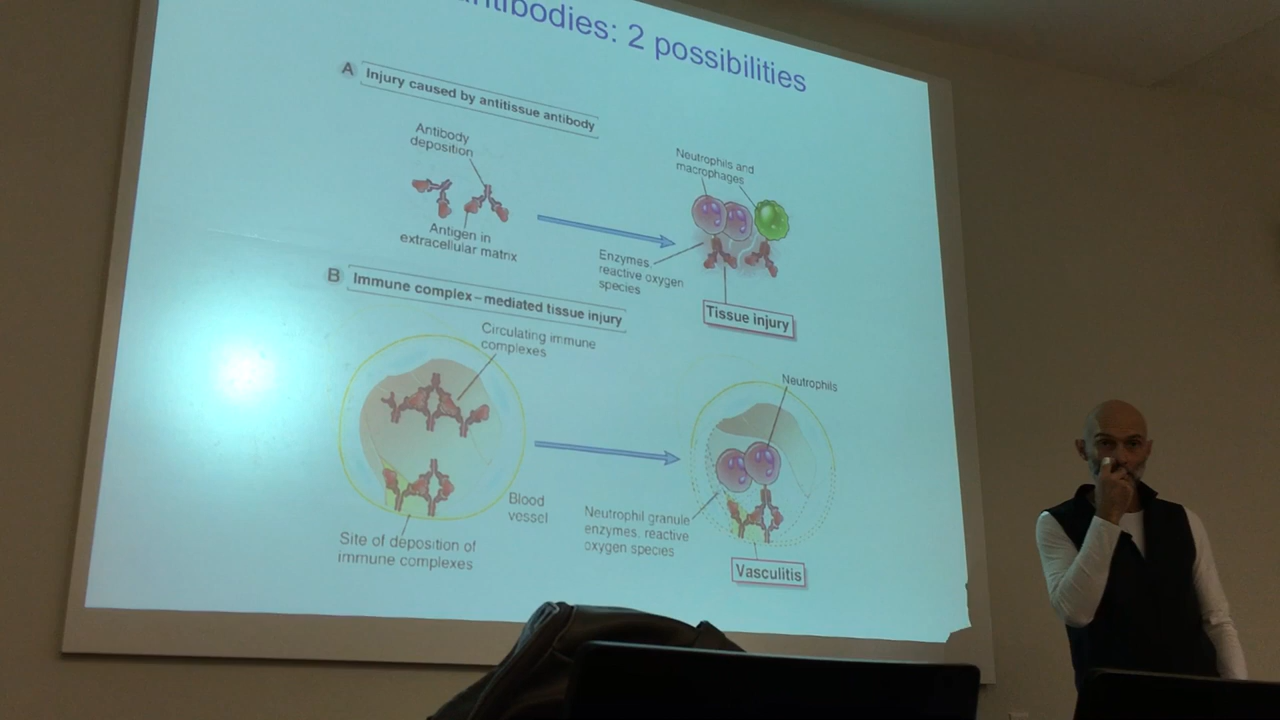 ntibodies: 2 possibilities
A Injury caused by antitissue antibody
Antibody
deposition
Antigen in
extracellular matrix
Neutrophils and
macrophages
Enzymes,
reactive oxygen
species
Tissue injury
B Immune complex–mediated tissue injury
Circulating immune
complexes
Blood
vessel
Site of deposition of
immune complexes
Neutrophils
Neutrophil granule
enzymes, reactive
oxygen species
Vasculitis